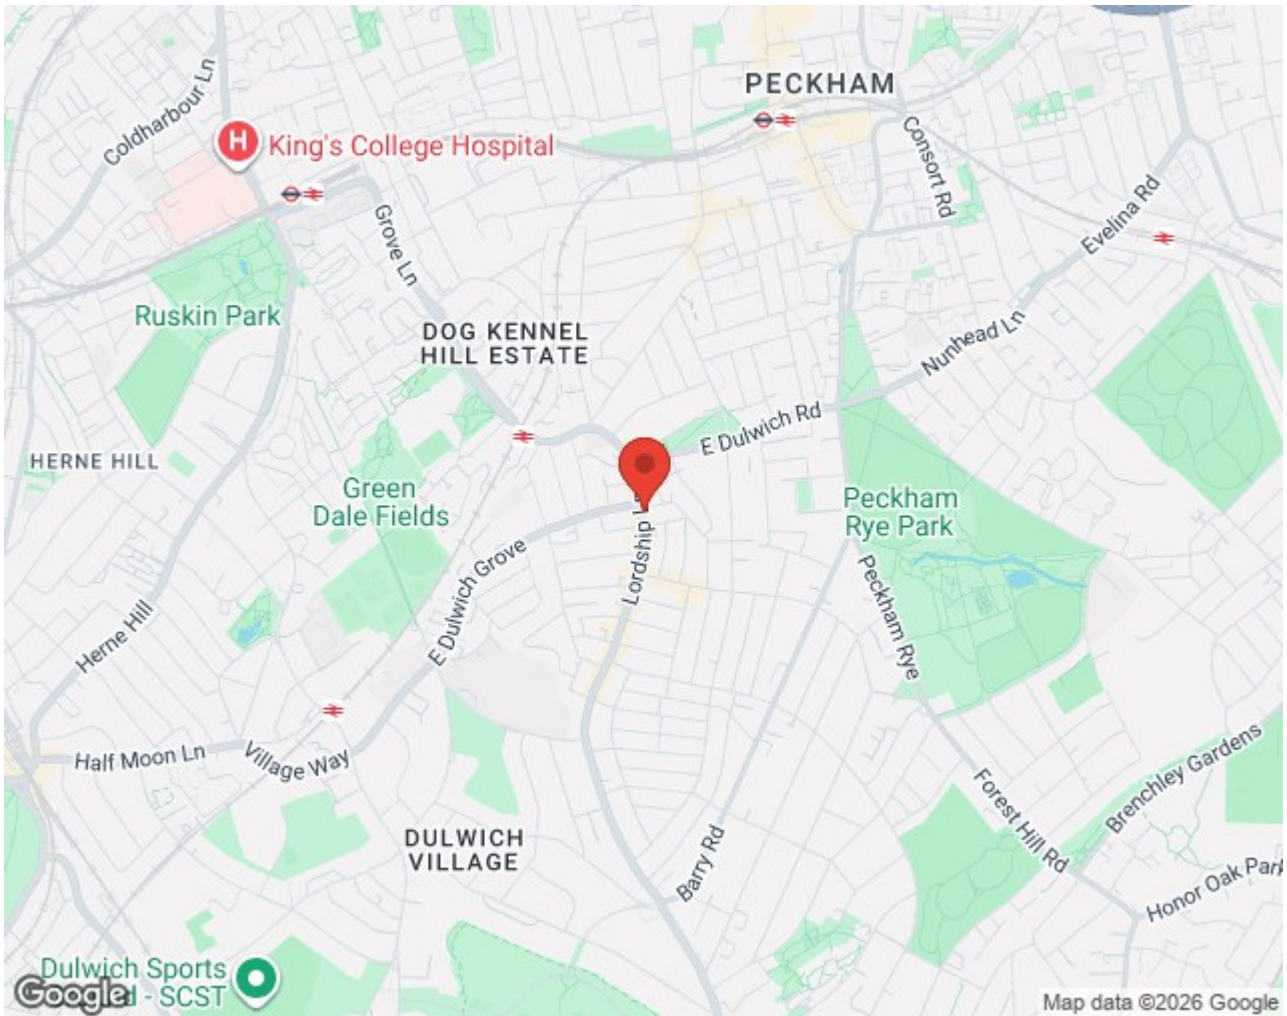 PECKHAM
Coldharbour Ln
H
King's College Hospital
Consort Rd
Evelina Rd
Grove Ln
Ruskin Park
DOG KENNEL
HILL ESTATE
Nunhead Ln
E Dulwich Rd
HERNE HILL
Green
Dale Fields
Peckham
Rye Park
Lordship
E Dulwich Grove
Peckham Rye
Herne Hill
Half Moon Ln
Village Way
Brenchley Gardens
Forest Hill Rd
DULWICH
VILLAGE
Barry Rd
Honor Oak Park
Dulwich Sports
- SCST
Google
Map data ©2026 Google